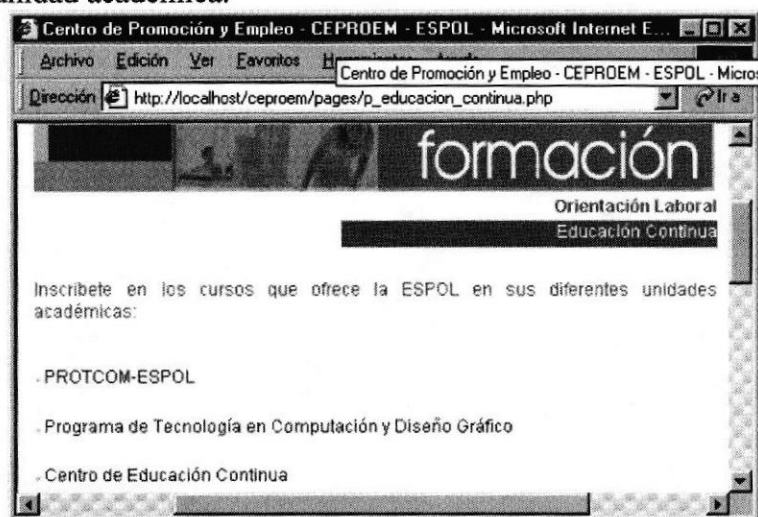 unidad académica.
Centro de Promoción y Empleo - CEPROEM - ESPOL - Microsoft Internet E...
Archivo Edición Ver Favoritos
Centro de Promoción y Empleo - CEPROEM - ESPOL - Micros
Dirección http://localhost/ceproem/pages/p_educacion_continua.php Ir a
formación
Orientación Laboral
Educación Continua
Inscríbete en los cursos que ofrece la ESPOL en sus diferentes unidades
académicas:
PROTCOM-ESPOL
Programa de Tecnología en Computación y Diseño Gráfico
Centro de Educación Continua